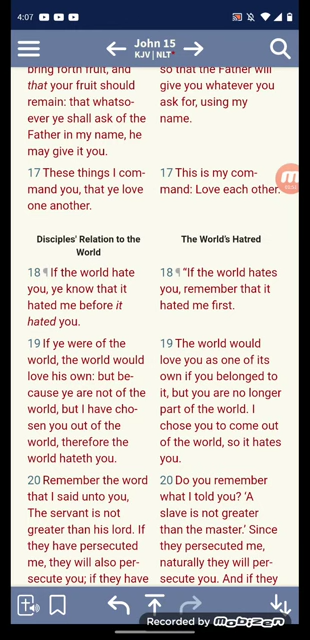 4:07
John 15
KJV | NLT*
bring forth fruit, and
that your fruit should
remain: that whatso-
ever ye shall ask of the
Father in my name, he
may give it you.
17 These things I com-
mand you, that ye love
one another.
Disciples' Relation to the
World
18 ¶ If the world hate
you, ye know that it
hated me before it
hated you.
19 If ye were of the
world, the world would
love his own: but be-
cause ye are not of the
world, but I have cho-
sen you out of the
world, therefore the
world hateth you.
20 Remember the word
that I said unto you,
The servant is not
greater than his lord. If
they have persecuted
me, they will also per-
secute you; if they have
so that the Father will
give you whatever you
ask for, using my
name.
17 This is my com-
mand: Love each other.
The World's Hatred
18 ¶ “If the world hates
you, remember that it
hated me first.
19 The world would
love you as one of its
own if you belonged to
it, but you are no longer
part of the world. I
chose you to come out
of the world, so it hates
you.
20 Do you remember
what I told you? ‘A
slave is not greater
than the master.’ Since
they persecuted me,
naturally they will per-
secute you. And if they
Recorded by MOBIZEN